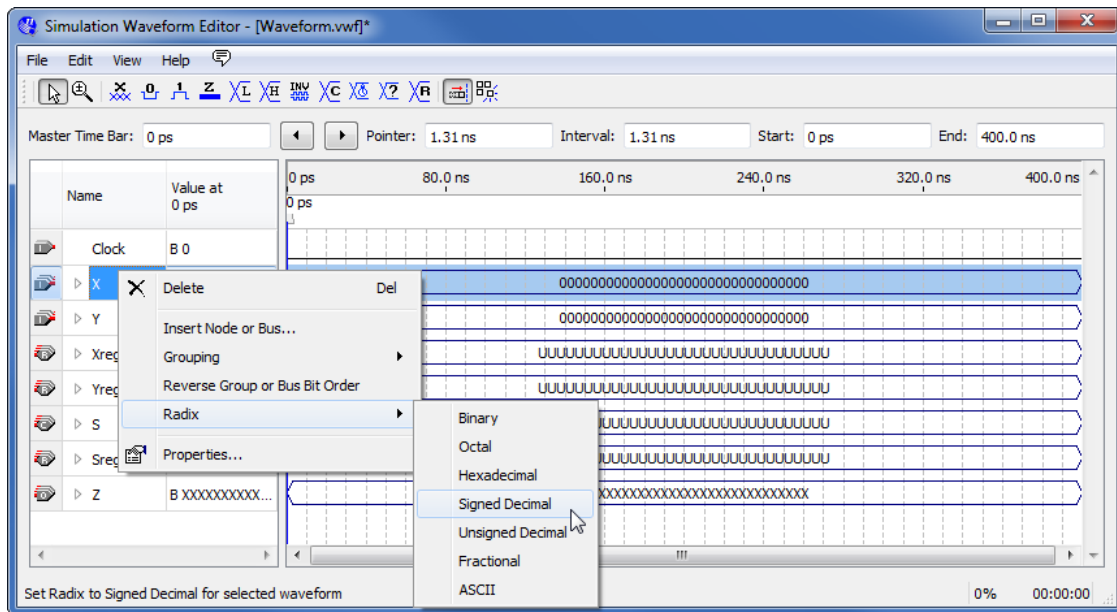 Simulation Waveform Editor - [Waveform.vwf]*
File Edit View Help
Master Time Bar: 0 ps Pointer: 1.31 ns Interval: 1.31 ns Start: 0 ps End: 400.0 ns
Name Value at 0 ps
0 ps 80.0 ns 160.0 ns 240.0 ns 320.0 ns 400.0 ns
0 ps
Clock B 0
X
Y
Xreg
Yreg
S
Sreg
Z B XXXXXXXXXX...
Delete Del
Insert Node or Bus...
Grouping
Reverse Group or Bus Bit Order
Radix
Properties...
Binary
Octal
Hexadecimal
Signed Decimal
Unsigned Decimal
Fractional
ASCII
Set Radix to Signed Decimal for selected waveform 0% 00:00:00